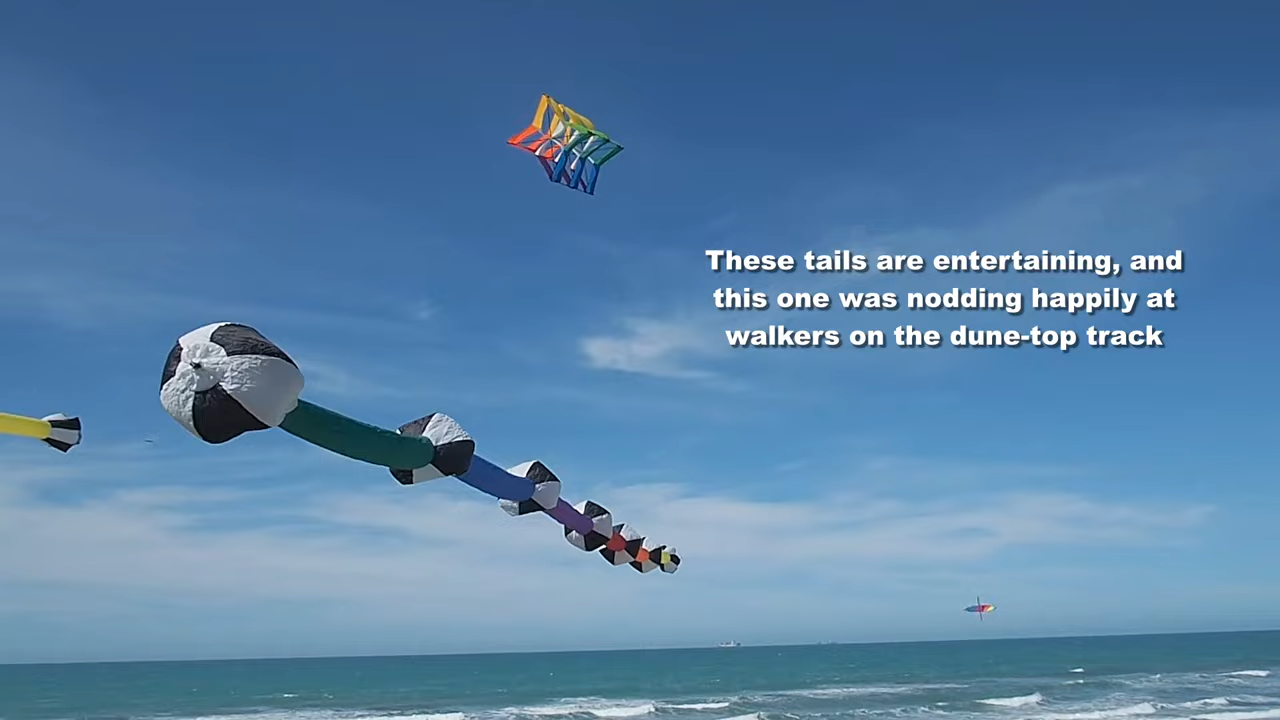 These tails are entertaining, and
this one was nodding happily at
walkers on the dune-top track